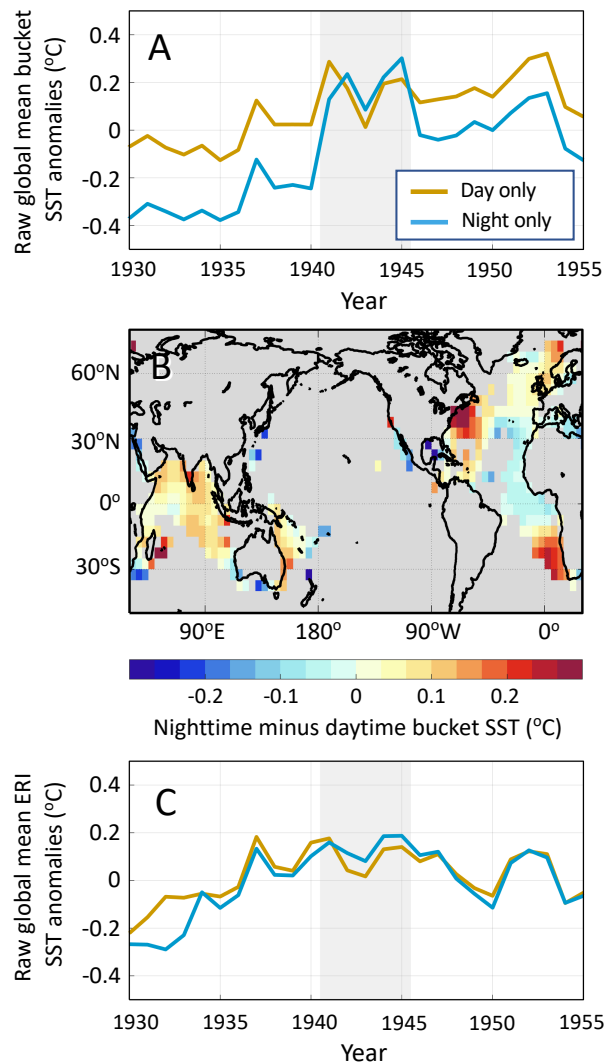 Raw global mean bucket
SST anomalies (°C)
A
0.4
0.2
0
-0.2
-0.4
Day only
Night only
1930 1935 1940 1945 1950 1955
Year
B
60°N
30°N
0°
30°S
90°E 180° 90°W 0°
-0.2 -0.1 0 0.1 0.2
Nighttime minus daytime bucket SST (°C)
Raw global mean ERI
SST anomalies (°C)
C
0.4
0.2
0
-0.2
-0.4
1930 1935 1940 1945 1950 1955
Year